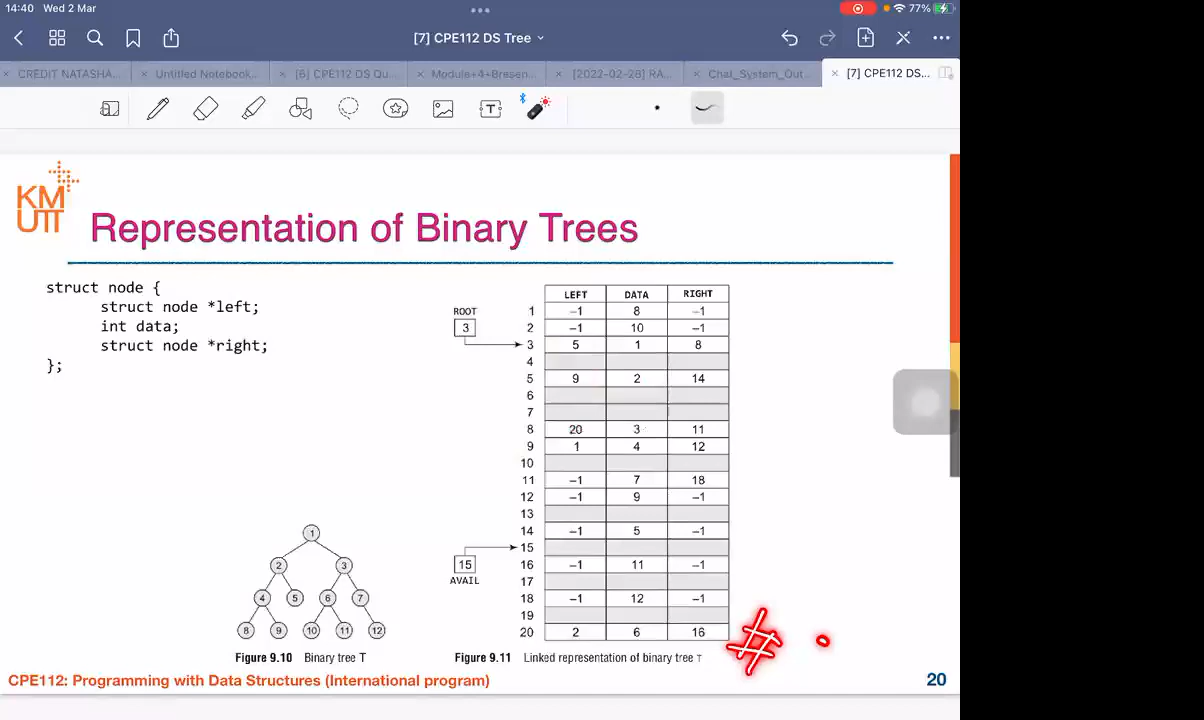 14:40 Wed 2 Mar
77%
[7] CPE112 DS Tree
CREDIT NATASHA...
Untitled Notebook...
[6] CPE112 DS Qu...
Module+4+Bresen...
[2022-02-26] RA...
Chal_System_Out...
[7] CPE112 DS...
KM
UTT
Representation of Binary Trees
struct node {
struct node *left;
int data;
struct node *right;
};
LEFT DATA RIGHT
ROOT
3
1 −1 8 −1
2 −1 10 −1
3 5 1 8
4
5 9 2 14
6
7
8 20 3 11
9 1 4 12
10
11 −1 7 18
12 −1 9 −1
13
14 −1 5 −1
15
15
AVAIL
16 −1 11 −1
17
18 −1 12 −1
19
20 2 6 16
1
2 3
4 5 6 7
8 9 10 11 12
Figure 9.10 Binary tree T
Figure 9.11 Linked representation of binary tree T
#
CPE112: Programming with Data Structures (International program)
20